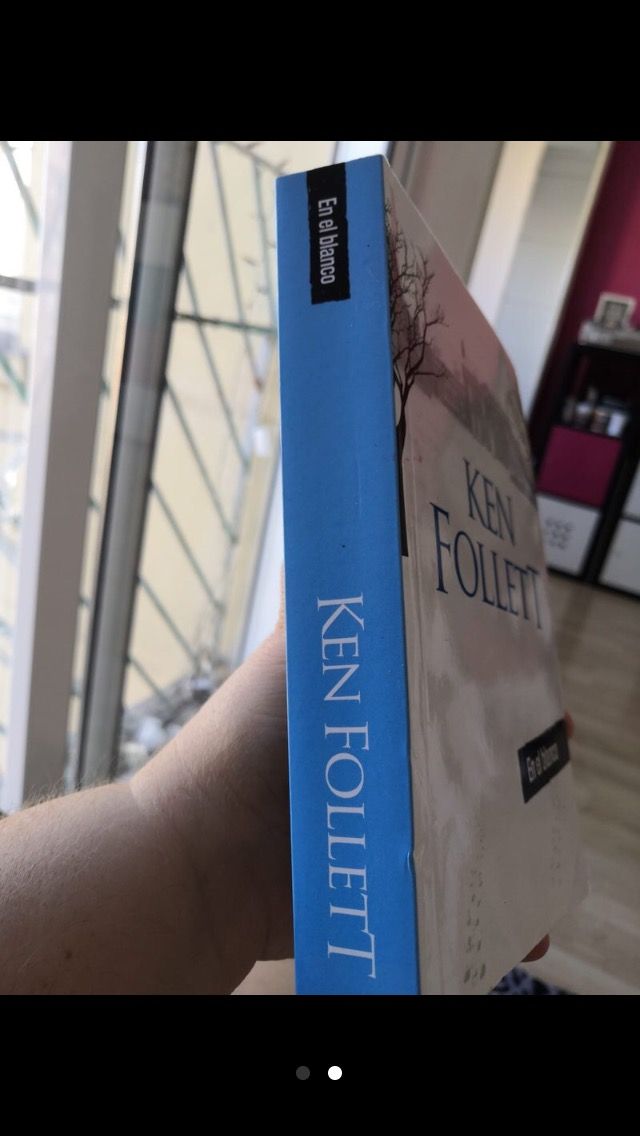 En el blanco
KEN FOLLETT
KEN
FOLLETT
En el blanco